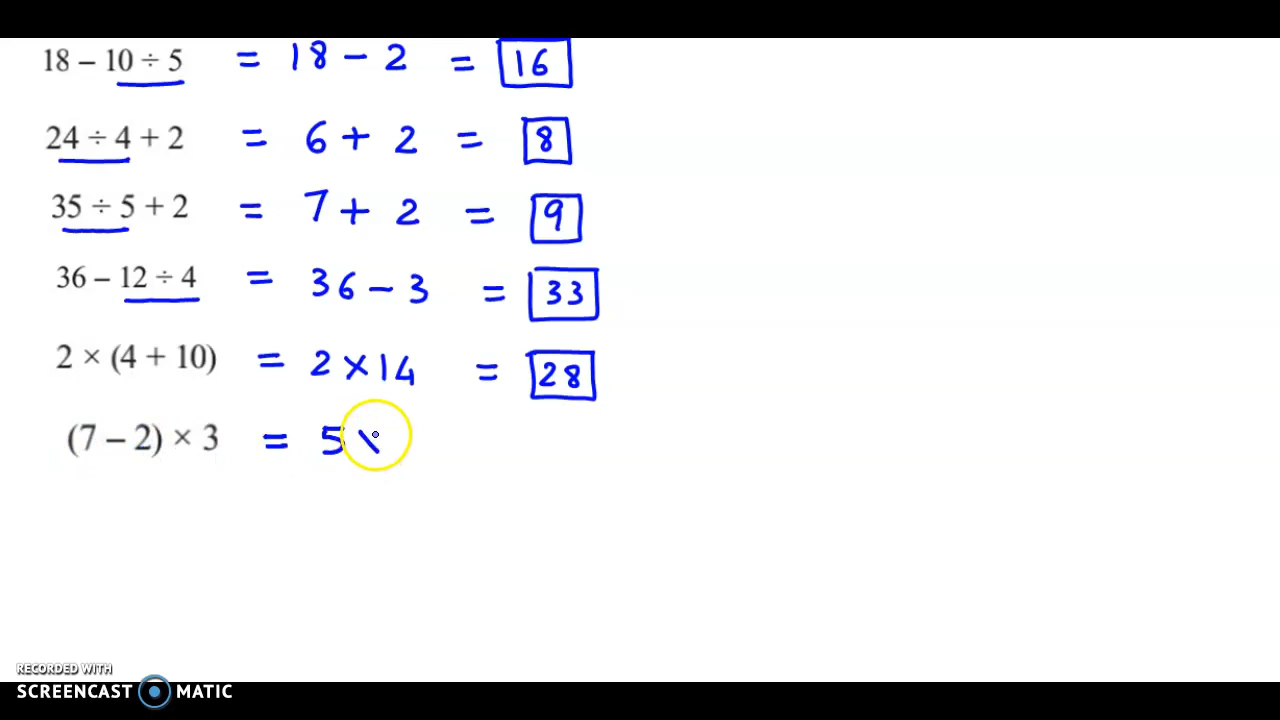 18 – 10 ÷ 5 = 18 – 2 = 16
24 ÷ 4 + 2 = 6 + 2 = 8
35 ÷ 5 + 2 = 7 + 2 = 9
36 – 12 ÷ 4 = 36 – 3 = 33
2 × (4 + 10) = 2 × 14 = 28
(7 – 2) × 3 = 5 \
RECORDED WITH
SCREENCAST MATIC